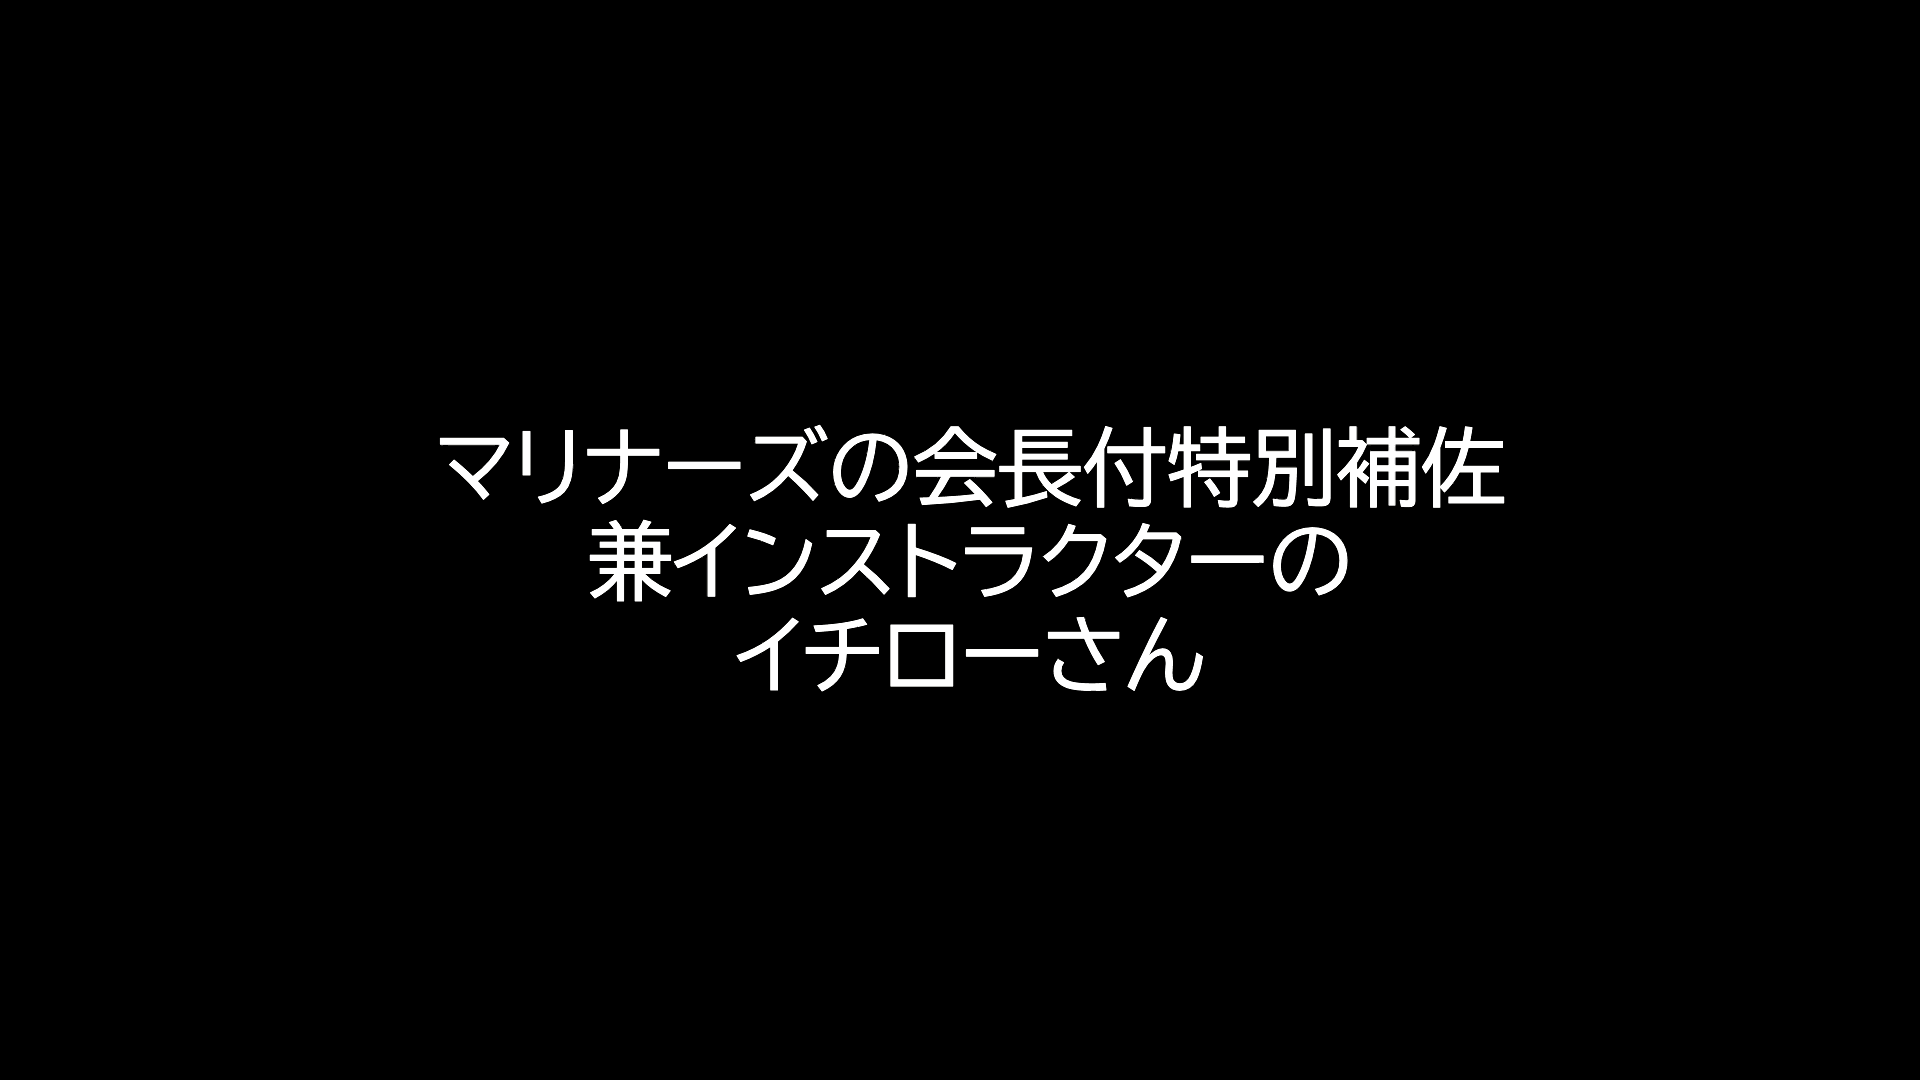 マリナーズの会長付特別補佐
兼インストラクターの
イチローさん